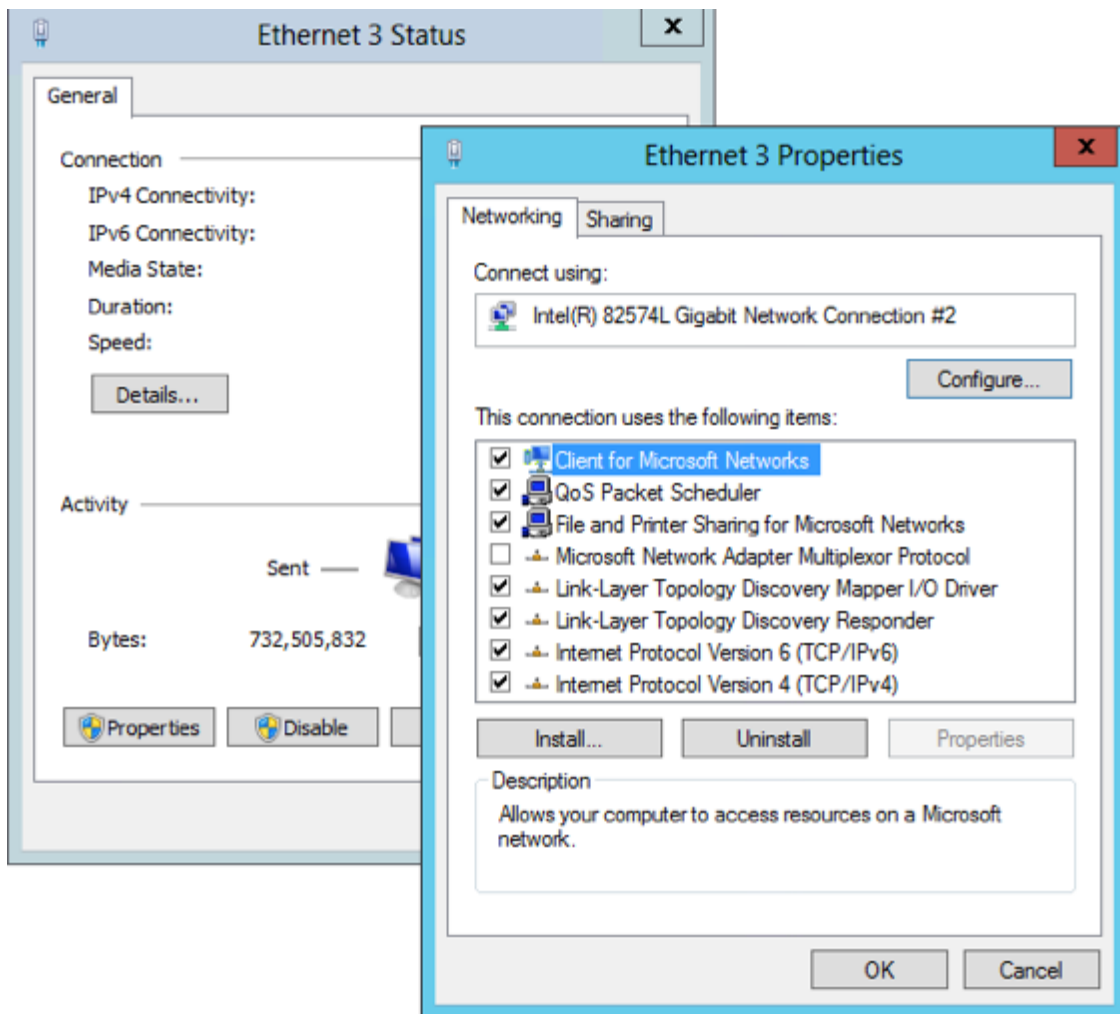 Ethernet 3 Status
x
General
Connection
IPv4 Connectivity:
IPv6 Connectivity:
Media State:
Duration:
Speed:
Details...
Activity
Sent
Bytes: 732,505,832
Properties
Disable
Ethernet 3 Properties
x
Networking
Sharing
Connect using:
Intel(R) 82574L Gigabit Network Connection #2
Configure...
This connection uses the following items:
Client for Microsoft Networks
QoS Packet Scheduler
File and Printer Sharing for Microsoft Networks
Microsoft Network Adapter Multiplexor Protocol
Link-Layer Topology Discovery Mapper I/O Driver
Link-Layer Topology Discovery Responder
Internet Protocol Version 6 (TCP/IPv6)
Internet Protocol Version 4 (TCP/IPv4)
Install...
Uninstall
Properties
Description
Allows your computer to access resources on a Microsoft
network.
OK
Cancel